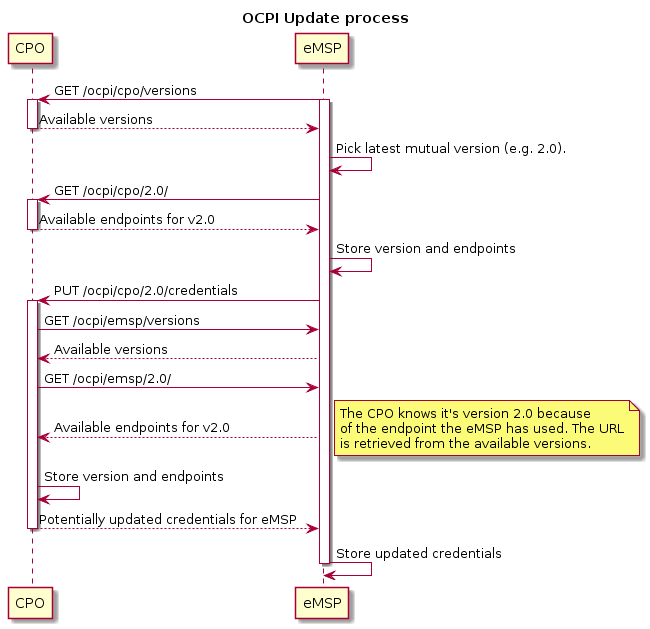 OCPI Update process
CPO
eMSP
GET /ocpi/cpo/versions
Available versions
Pick latest mutual version (e.g. 2.0).
GET /ocpi/cpo/2.0/
Available endpoints for v2.0
Store version and endpoints
PUT /ocpi/cpo/2.0/credentials
GET /ocpi/emsp/versions
Available versions
GET /ocpi/emsp/2.0/
The CPO knows it's version 2.0 because
of the endpoint the eMSP has used. The URL
is retrieved from the available versions.
Available endpoints for v2.0
Store version and endpoints
Potentially updated credentials for eMSP
Store updated credentials
CPO
eMSP